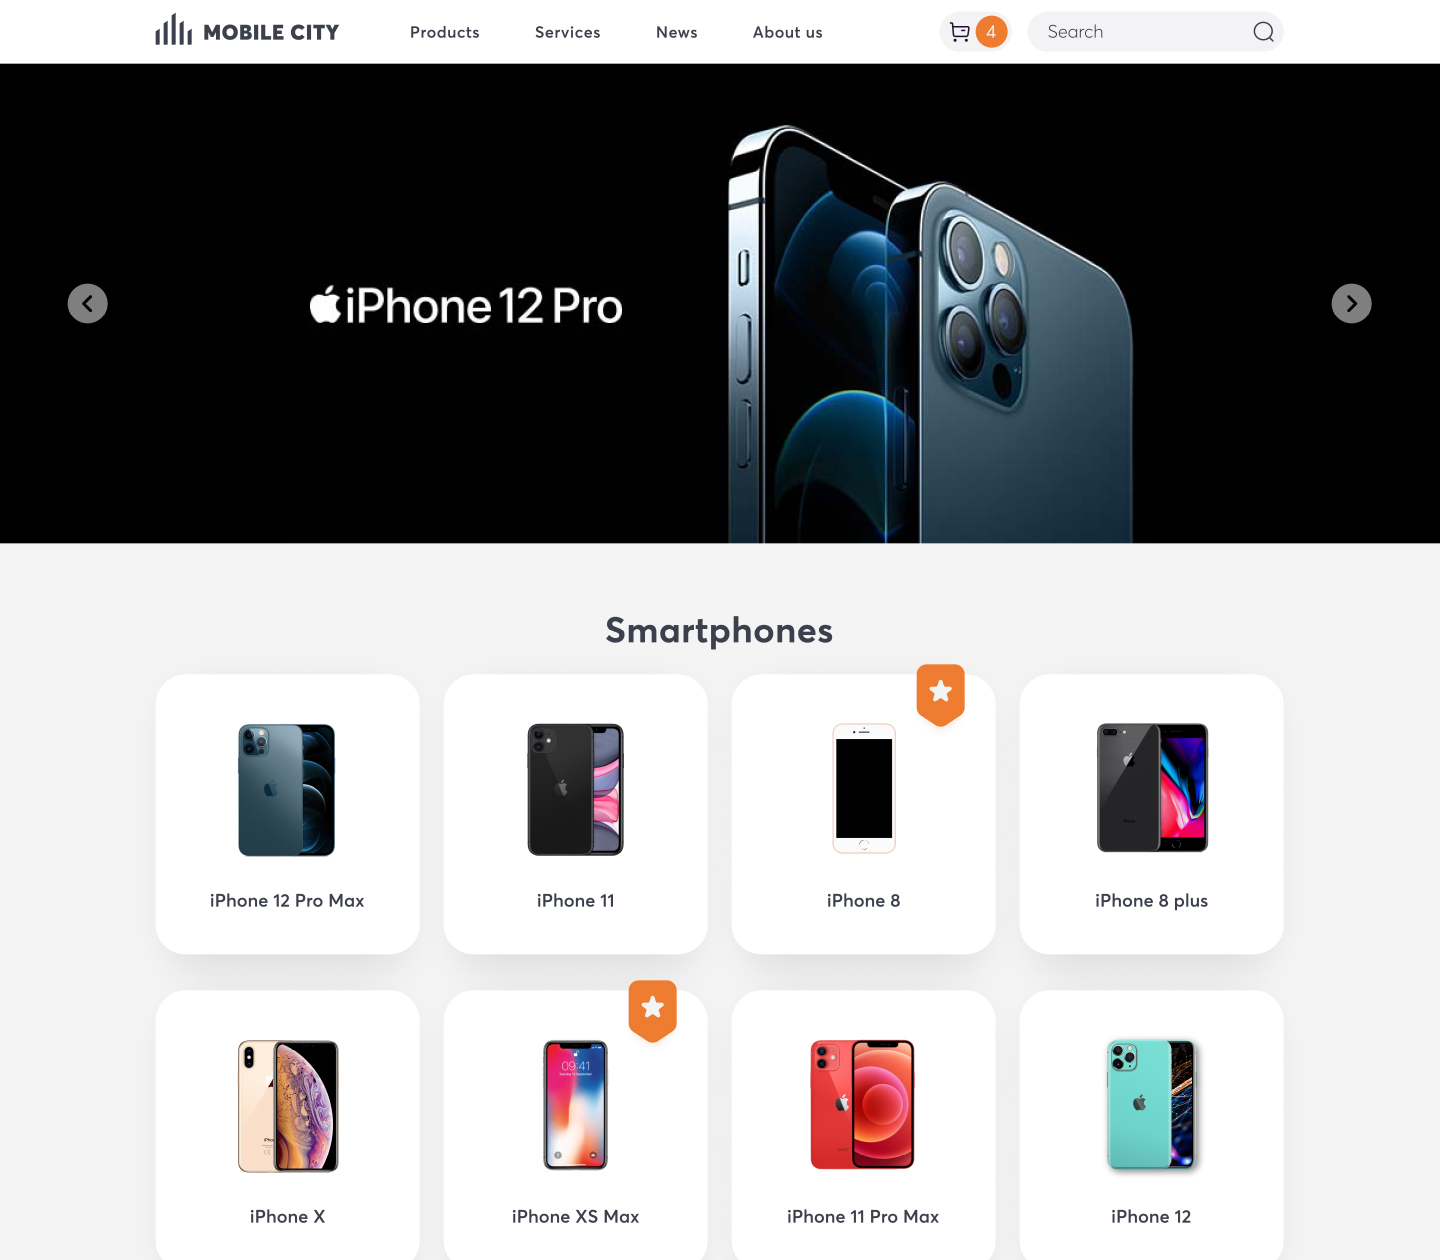 MOBILE CITY
Products
Services
News
About us
4
Search
iPhone 12 Pro
Smartphones
iPhone 12 Pro Max
iPhone 11
iPhone 8
iPhone 8 plus
09:41
iPhone X
iPhone XS Max
iPhone 11 Pro Max
iPhone 12